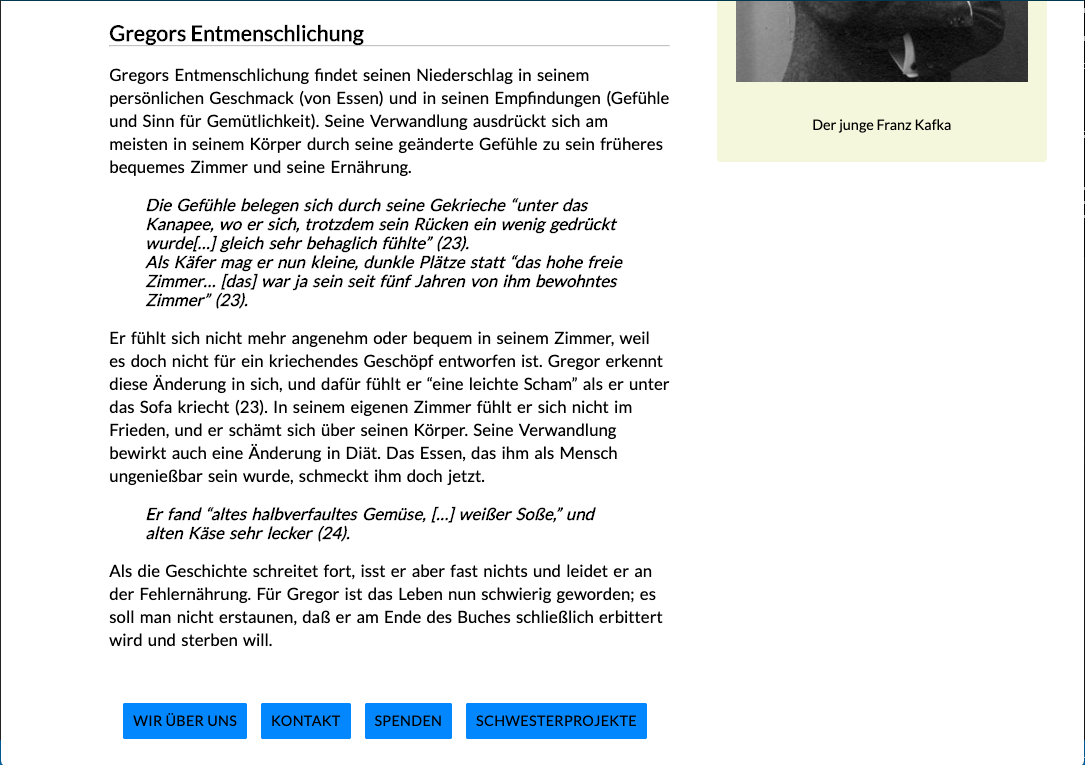 Gregors Entmenschlichung
Gregors Entmenschlichung findet seinen Niederschlag in seinem
persönlichen Geschmack (von Essen) und in seinen Empfindungen (Gefühle
und Sinn für Gemütlichkeit). Seine Verwandlung ausdrückt sich am
meisten in seinem Körper durch seine geänderte Gefühle zu sein früheres
bequemes Zimmer und seine Ernährung.
Die Gefühle belegen sich durch seine Gekrieche “unter das
Kanapee, wo er sich, trotzdem sein Rücken ein wenig gedrückt
wurde[...] gleich sehr behaglich fühlte” (23).
Als Käfer mag er nun kleine, dunkle Plätze statt “das hohe freie
Zimmer... [das] war ja sein seit fünf Jahren von ihm bewohntes
Zimmer” (23).
Er fühlt sich nicht mehr angenehm oder bequem in seinem Zimmer, weil
es doch nicht für ein kriechendes Geschöpf entworfen ist. Gregor erkennt
diese Änderung in sich, und dafür fühlt er “eine leichte Scham” als er unter
das Sofa kriecht (23). In seinem eigenen Zimmer fühlt er sich nicht im
Frieden, und er schämt sich über seinen Körper. Seine Verwandlung
bewirkt auch eine Änderung in Diät. Das Essen, das ihm als Mensch
ungenießbar sein wurde, schmeckt ihm doch jetzt.
Er fand “altes halbverfaultes Gemüse, [...] weißer Soße,” und
alten Käse sehr lecker (24).
Als die Geschichte schreitet fort, isst er aber fast nichts und leidet er an
der Fehlernährung. Für Gregor ist das Leben nun schwierig geworden; es
soll man nicht erstaunen, daß er am Ende des Buches schließlich erbittert
wird und sterben will.
Der junge Franz Kafka
WIR ÜBER UNS KONTAKT SPENDEN SCHWESTERPROJEKTE